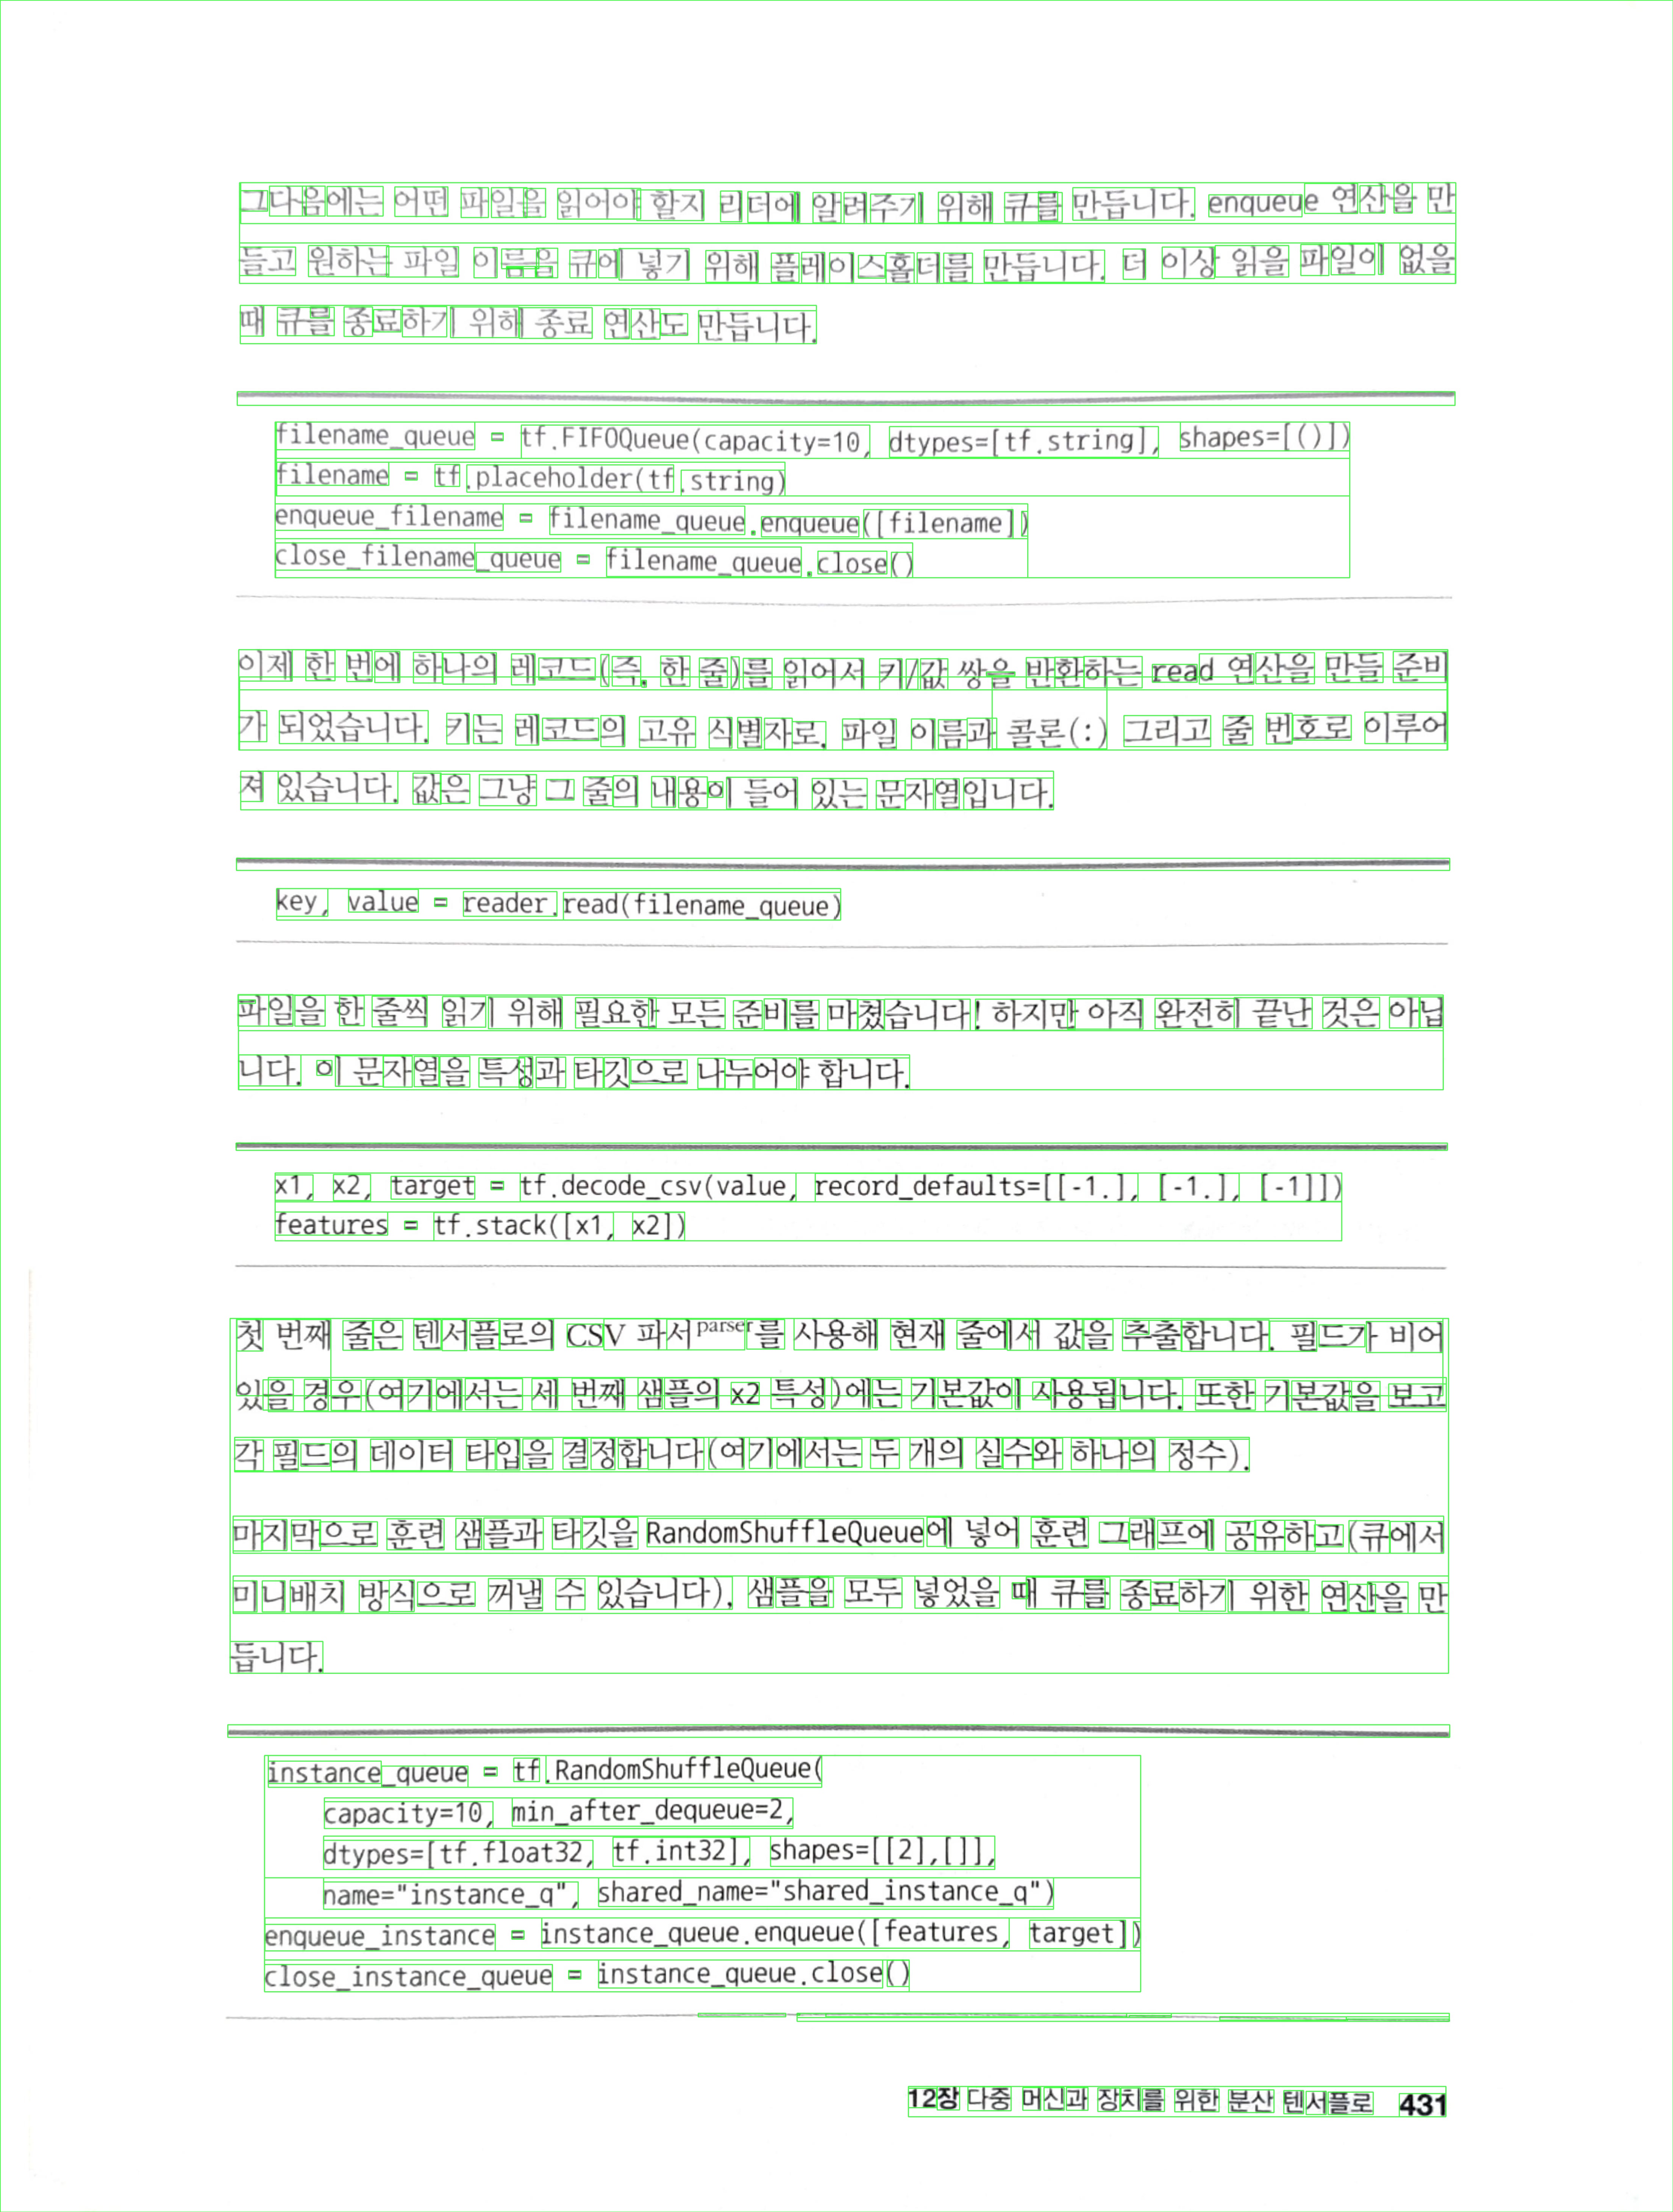 그다음에는 어떤 파일을 읽어야 할지 리더에 알려주기 위해 큐를 만듭니다. enqueue 연산을 만
들고 원하는 파일 이름을 큐에 넣기 위해 플레이스홀더를 만듭니다. 더 이상 읽을 파일이 없을
때 큐를 종료하기 위해 종료 연산도 만듭니다.
filename_queue = tf.FIFOQueue(capacity=10, dtypes=[tf.string], shapes=[()])
filename = tf.placeholder(tf.string)
enqueue_filename = filename_queue.enqueue([filename])
close_filename_queue = filename_queue.close()
이제 한 번에 하나의 레코드(즉, 한 줄)를 읽어서 키/값 쌍을 반환하는 read 연산을 만들 준비
가 되었습니다. 키는 레코드의 고유 식별자로, 파일 이름과 콜론(:) 그리고 줄 번호로 이루어
져 있습니다. 값은 그냥 그 줄의 내용이 들어 있는 문자열입니다.
key, value = reader.read(filename_queue)
파일을 한 줄씩 읽기 위해 필요한 모든 준비를 마쳤습니다! 하지만 아직 완전히 끝난 것은 아닙
니다. 이 문자열을 특성과 타깃으로 나누어야 합니다.
x1, x2, target = tf.decode_csv(value, record_defaults=[[-1.], [-1.], [-1]])
features = tf.stack([x1, x2])
첫 번째 줄은 텐서플로의 CSV 파서parser를 사용해 현재 줄에서 값을 추출합니다. 필드가 비어
있을 경우(여기에서는 세 번째 샘플의 x2 특성)에는 기본값이 사용됩니다. 또한 기본값을 보고
각 필드의 데이터 타입을 결정합니다(여기에서는 두 개의 실수와 하나의 정수).
마지막으로 훈련 샘플과 타깃을 RandomShuffleQueue에 넣어 훈련 그래프에 공유하고(큐에서
미니배치 방식으로 꺼낼 수 있습니다), 샘플을 모두 넣었을 때 큐를 종료하기 위한 연산을 만
듭니다.
instance_queue = tf.RandomShuffleQueue(
    capacity=10, min_after_dequeue=2,
    dtypes=[tf.float32, tf.int32], shapes=[[2],[]],
    name="instance_q", shared_name="shared_instance_q")
enqueue_instance = instance_queue.enqueue([features, target])
close_instance_queue = instance_queue.close()
12장 다중 머신과 장치를 위한 분산 텐서플로 431